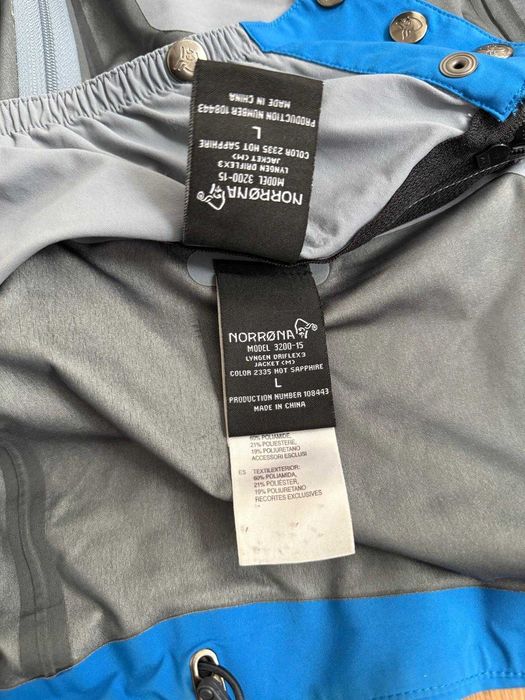 NORRØNA
MODEL 3200-15
LYNGEN DRIFLEX3
JACKET (M)
COLOR 2335 HOT SAPPHIRE
L
PRODUCTION NUMBER 108443
MADE IN CHINA
NORRØNA
MODEL 3200-15
LYNGEN DRIFLEX3
JACKET (M)
COLOR 2335 HOT SAPPHIRE
L
PRODUCTION NUMBER 108443
MADE IN CHINA
60% POLIAMIDE,
21% POLIESTERE,
19% POLIURETANO
ACCESSORI ESCLUSI
ES TEXTILEXTERIOR:
60% POLIAMIDA,
21% POLIÉSTER,
19% POLIURETANO
RECORTES EXCLUSIVES